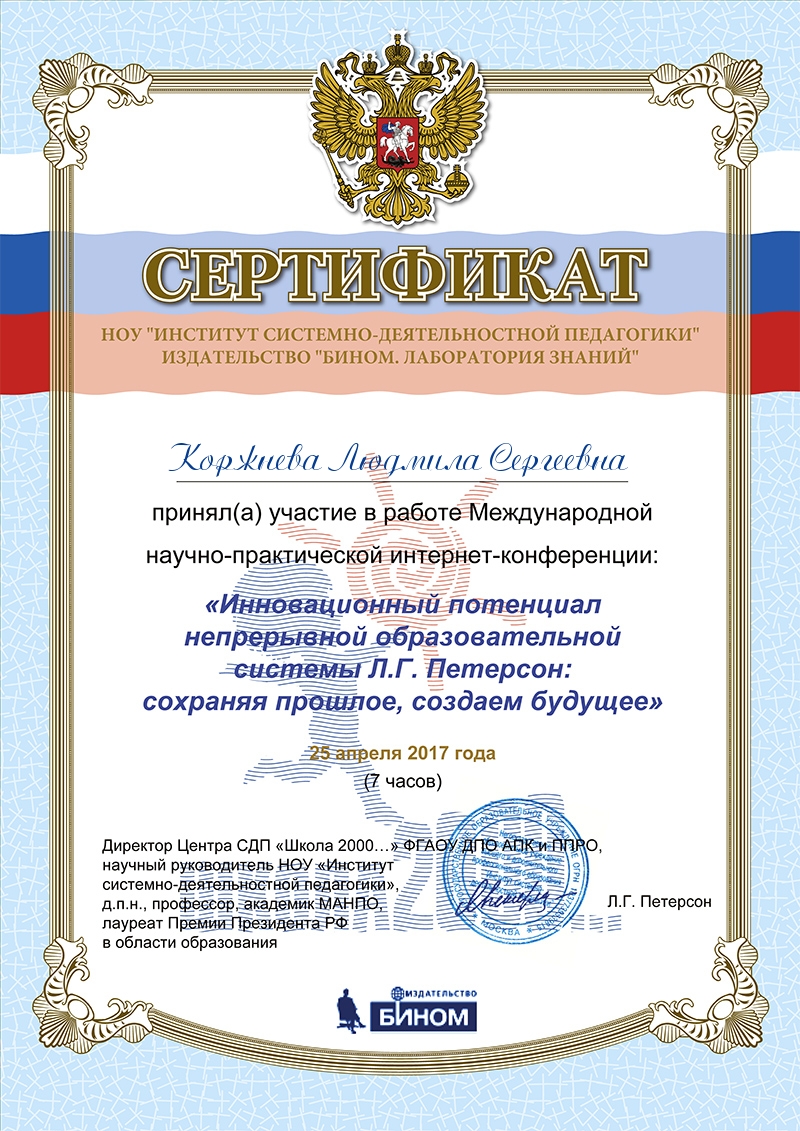 СЕРТИФИКАТ
НОУ "ИНСТИТУТ СИСТЕМНО-ДЕЯТЕЛЬНОСТНОЙ ПЕДАГОГИКИ"
ИЗДАТЕЛЬСТВО "БИНОМ. ЛАБОРАТОРИЯ ЗНАНИЙ"
Коржнева Людмила Сергеевна
принял(а) участие в работе Международной
научно-практической интернет-конференции:
«Инновационный потенциал
непрерывной образовательной
системы Л.Г. Петерсон:
сохраняя прошлое, создаем будущее»
25 апреля 2017 года
(7 часов)
Директор Центра СДП «Школа 2000…» ФГАОУ ДПО АПК и ППРО,
научный руководитель НОУ «Институт
системно-деятельностной педагогики»,
д.п.н., профессор, академик МАНПО,
лауреат Премии Президента РФ
в области образования
МОСКВА
Л.Г. Петерсон
ИЗДАТЕЛЬСТВО
БИНОМ